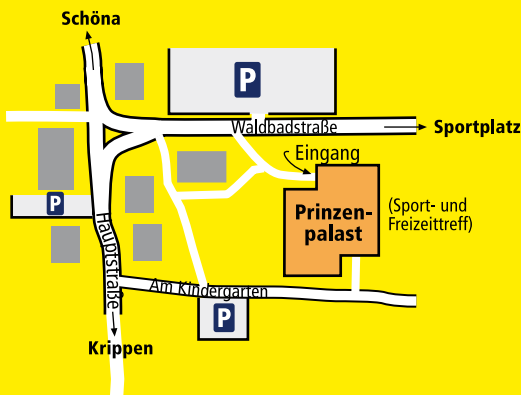 Schöna
P
Waldbadstraße
Sportplatz
Eingang
P
Prinzen-
palast
(Sport- und
Freizeittreff)
Hauptstraße
Am Kindergarten
P
Krippen